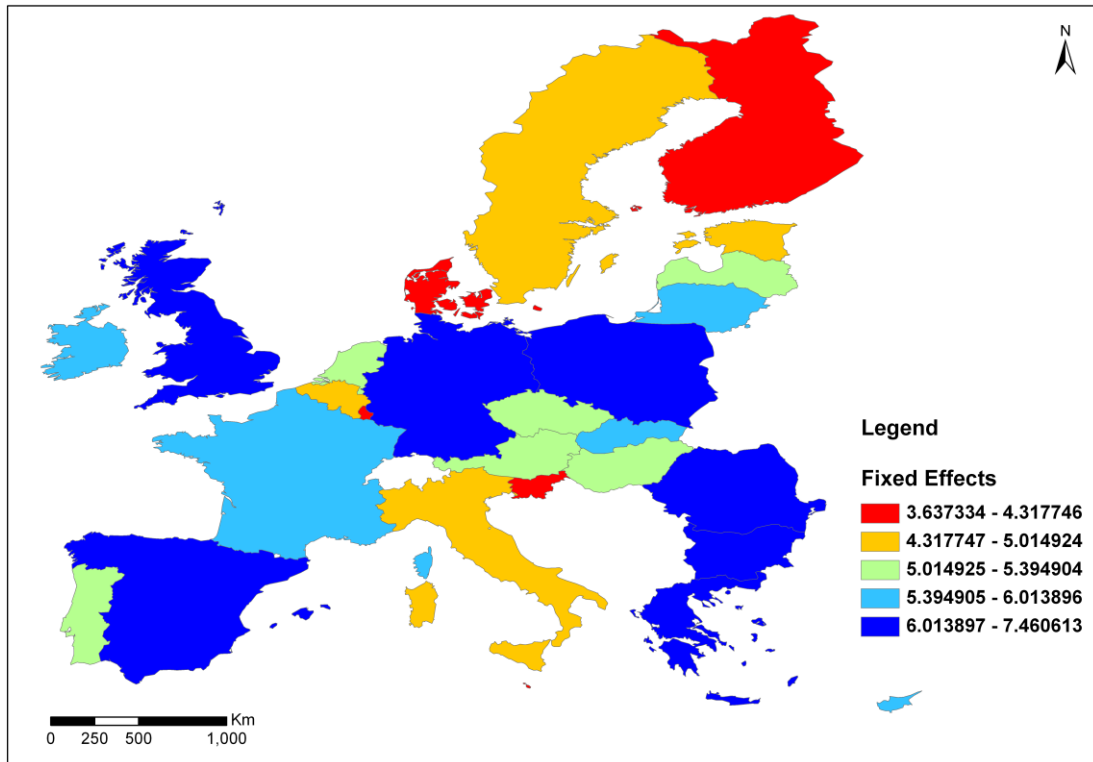 N
Legend
Fixed Effects
3.637334 - 4.317746
4.317747 - 5.014924
5.014925 - 5.394904
5.394905 - 6.013896
6.013897 - 7.460613
Km
0 250 500 1,000